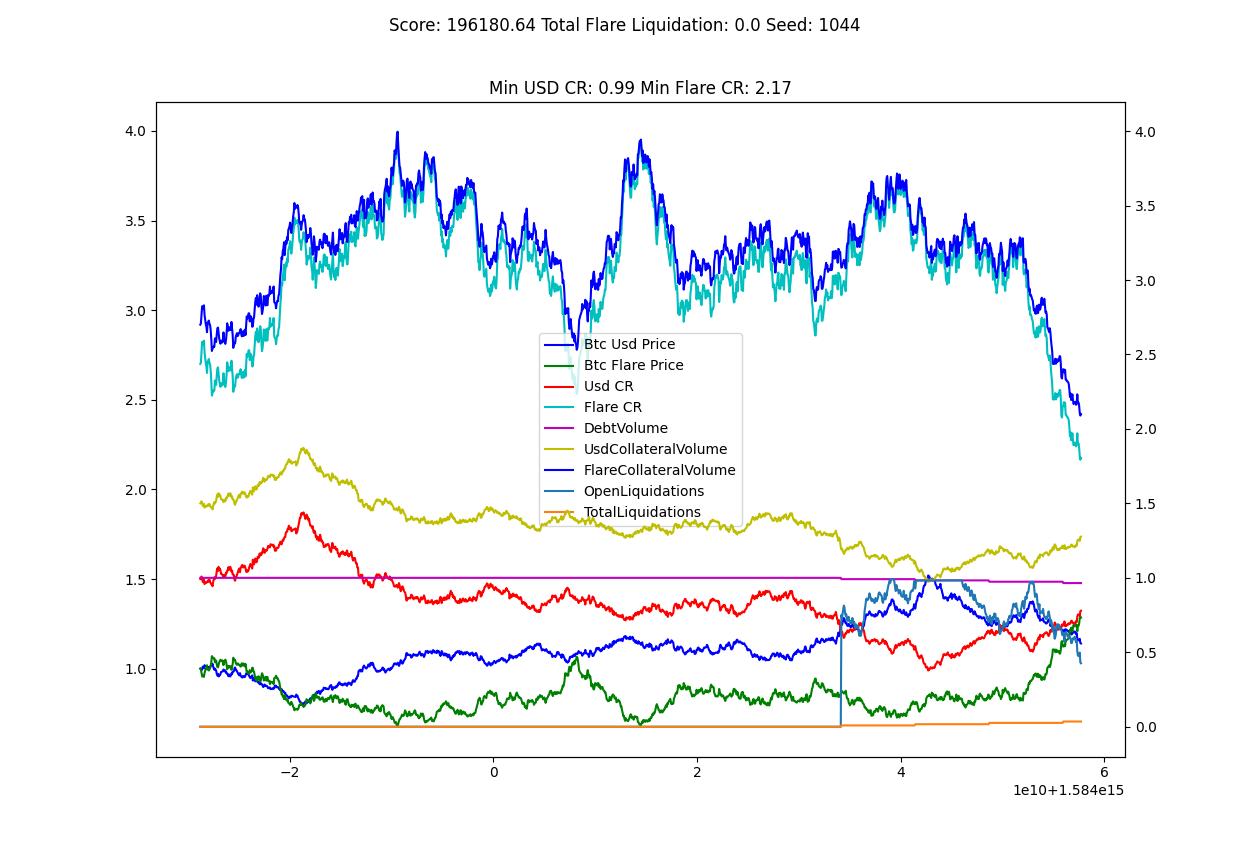 Score: 196180.64 Total Flare Liquidation: 0.0 Seed: 1044
Min USD CR: 0.99 Min Flare CR: 2.17
4.0
3.5
3.0
2.5
2.0
1.5
1.0
4.0
3.5
3.0
2.5
2.0
1.5
1.0
0.5
0.0
Btc Usd Price
Btc Flare Price
Usd CR
Flare CR
DebtVolume
UsdCollateralVolume
FlareCollateralVolume
OpenLiquidations
TotalLiquidations
−2 0 2 4 6
1e10+1.584e15